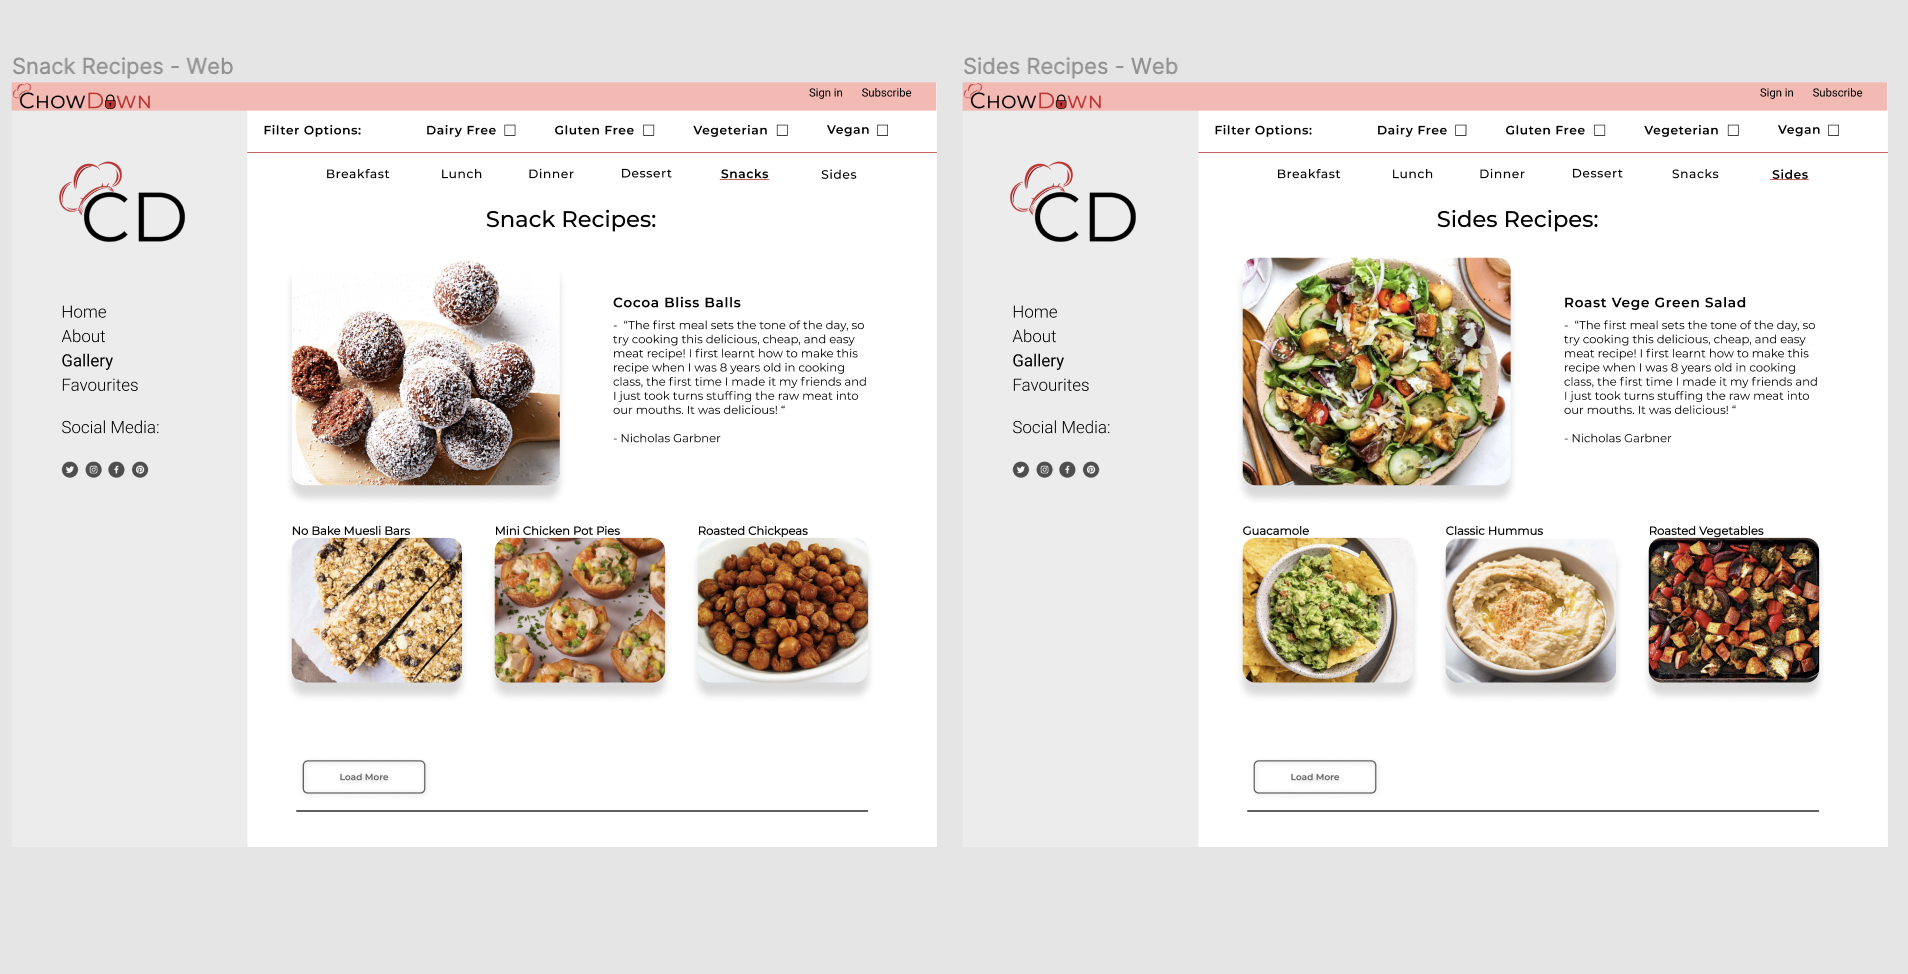 Snack Recipes - Web
CHOWDOWN
Sign in Subscribe
Filter Options: Dairy Free Gluten Free Vegeterian Vegan
Breakfast Lunch Dinner Dessert Snacks Sides
CD
Snack Recipes:
Home
About
Gallery
Favourites
Social Media:
Cocoa Bliss Balls
- “The first meal sets the tone of the day, so
try cooking this delicious, cheap, and easy
meat recipe! I first learnt how to make this
recipe when I was 8 years old in cooking
class, the first time I made it my friends and
I just took turns stuffing the raw meat into
our mouths. It was delicious! “
- Nicholas Garbner
No Bake Muesli Bars
Mini Chicken Pot Pies
Roasted Chickpeas
Load More
Sides Recipes - Web
CHOWDOWN
Sign in Subscribe
Filter Options: Dairy Free Gluten Free Vegeterian Vegan
Breakfast Lunch Dinner Dessert Snacks Sides
CD
Sides Recipes:
Home
About
Gallery
Favourites
Social Media:
Roast Vege Green Salad
- “The first meal sets the tone of the day, so
try cooking this delicious, cheap, and easy
meat recipe! I first learnt how to make this
recipe when I was 8 years old in cooking
class, the first time I made it my friends and
I just took turns stuffing the raw meat into
our mouths. It was delicious! “
- Nicholas Garbner
Guacamole
Classic Hummus
Roasted Vegetables
Load More